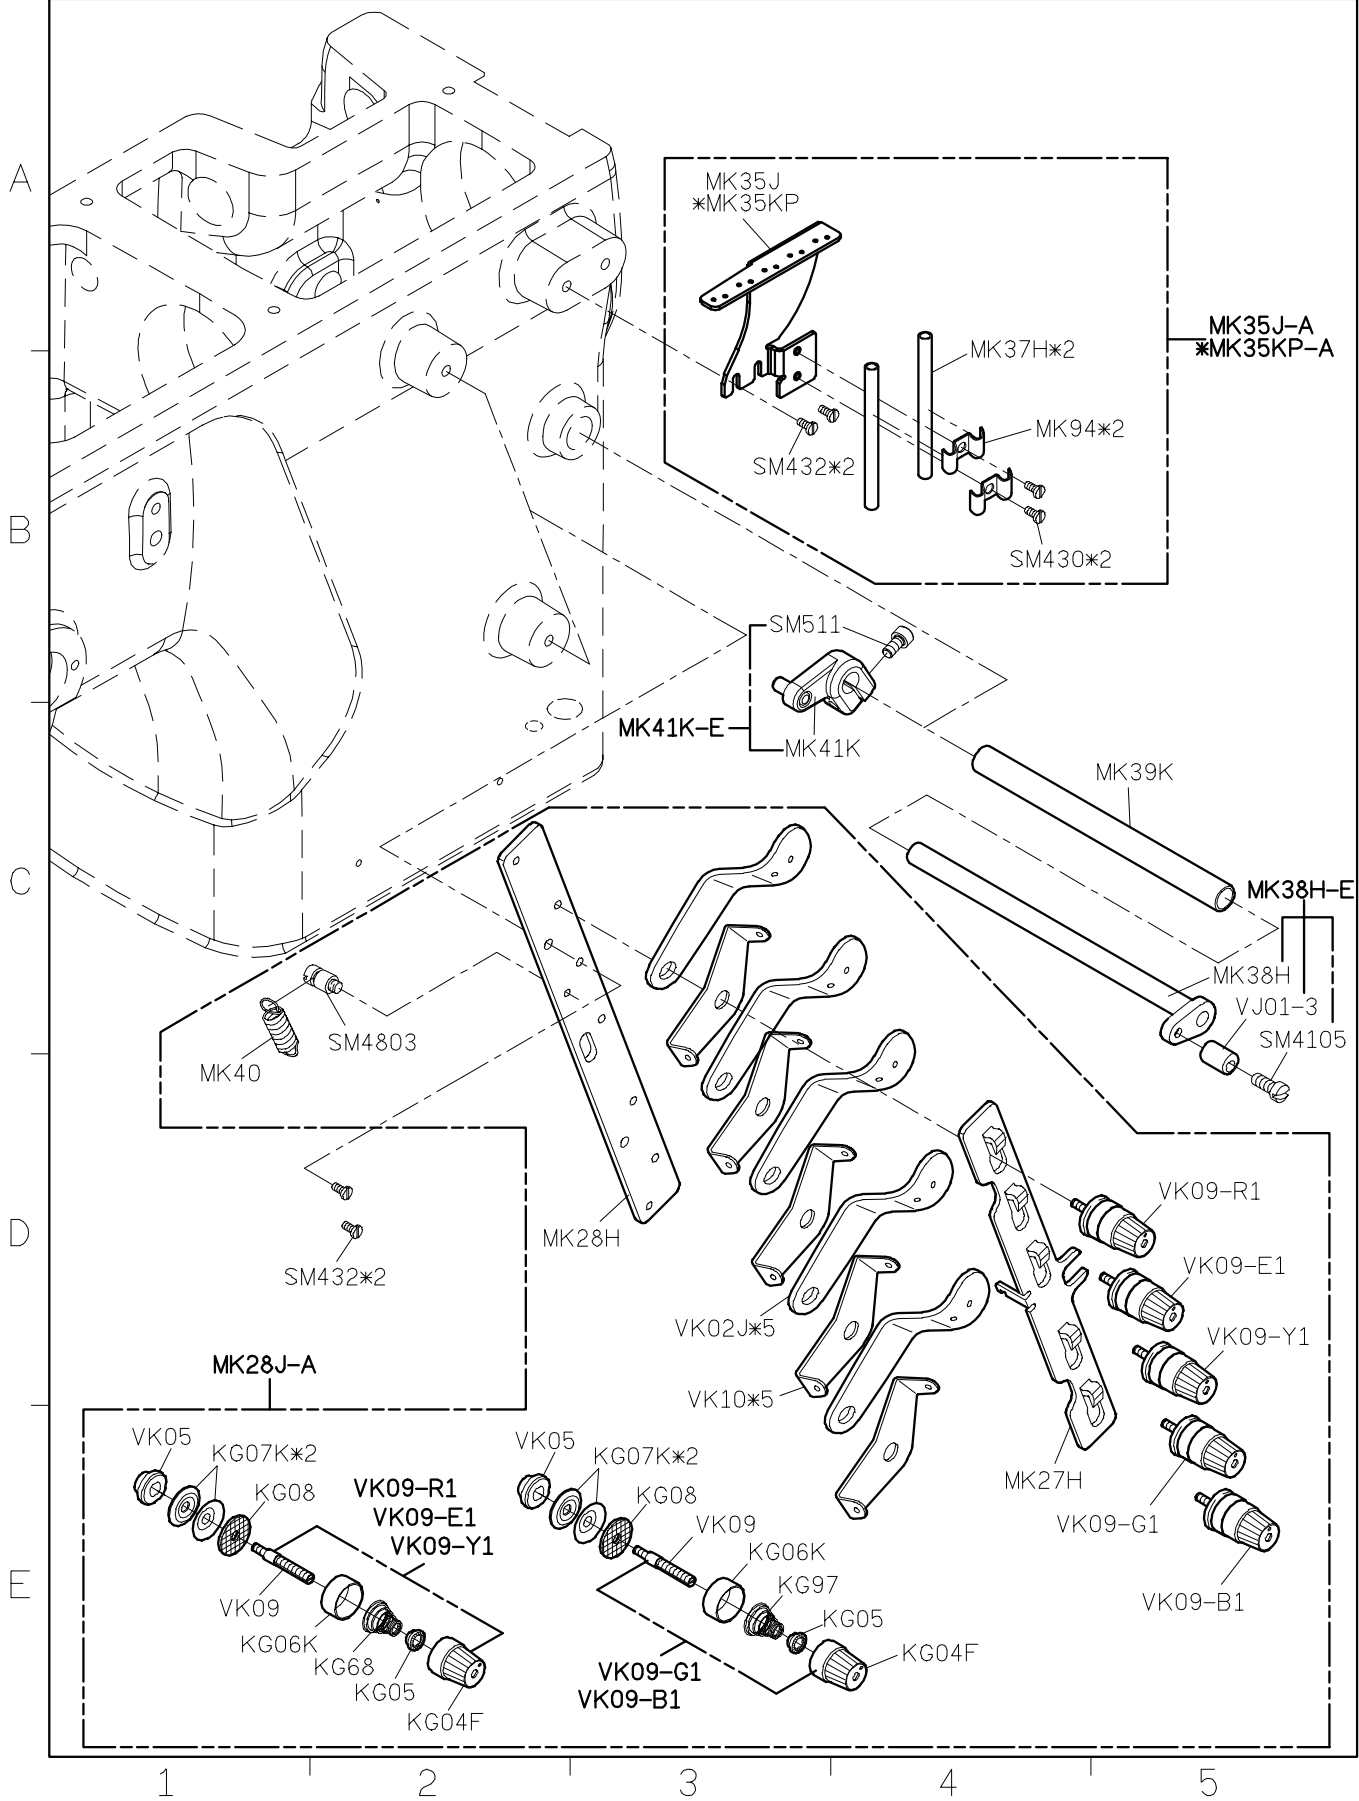 A
MK35J
*MK35KP
MK35J-A
*MK35KP-A
MK37H*2
MK94*2
SM432*2
B
SM430*2
SM511
MK41K-E
MK41K
MK39K
C
MK38H-E
MK38H
VJ01-3
SM4105
SM4803
MK40
VK09-R1
D
MK28H
VK09-E1
SM432*2
VK02J*5
VK09-Y1
MK28J-A
VK10*5
VK05
KG07K*2
KG08
VK09-R1
VK09-E1
VK09-Y1
VK05
KG07K*2
KG08
VK09
MK27H
VK09-G1
KG06K
KG97
E
VK09
KG06K
KG68
KG05
KG04F
KG05
KG04F
VK09-G1
VK09-B1
VK09-B1
1 2 3 4 5